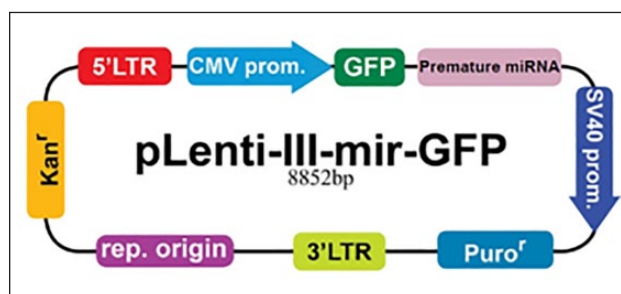 5'LTR
CMV prom.
GFP
Premature miRNA
SV40 prom.
Kanʳ
pLenti-III-mir-GFP
8852bp
rep. origin
3'LTR
Puroʳ